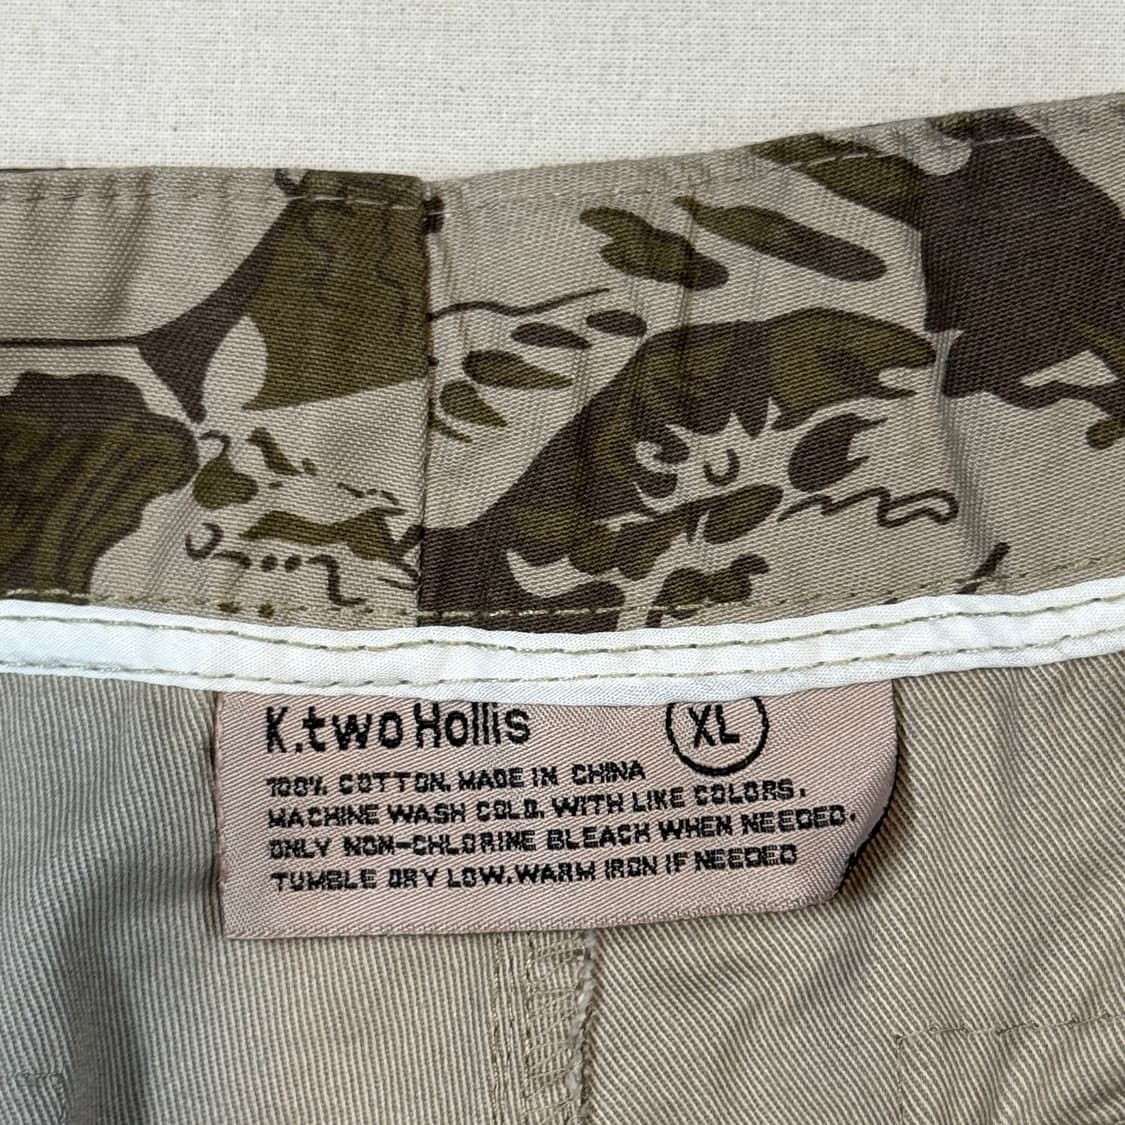 K.two Hollis XL
100% COTTON. MADE IN CHINA
MACHINE WASH COLD. WITH LIKE COLORS.
ONLY NON-CHLORINE BLEACH WHEN NEEDED.
TUMBLE DRY LOW. WARM IRON IF NEEDED